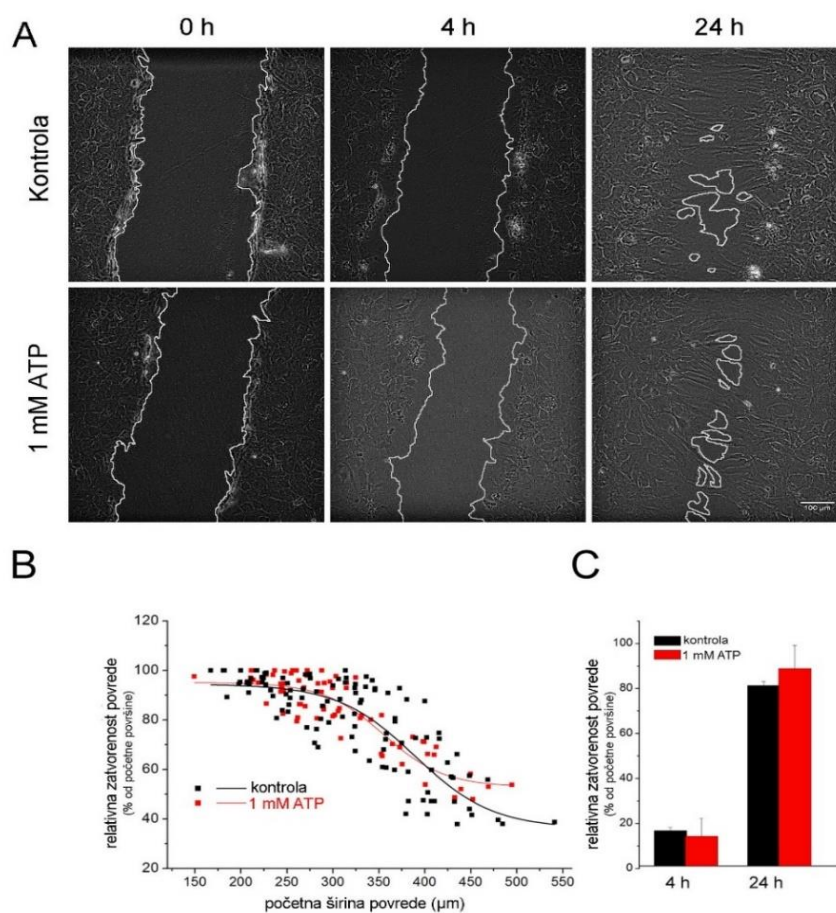 A
0 h
4 h
24 h
Kontrola
1 mM ATP
100 µm
B
relativna zatvorenost povrede
(% od početne površine)
120
100
80
60
40
20
kontrola
1 mM ATP
150
200
250
300
350
400
450
500
550
početna širina povrede (µm)
C
relativna zatvorenost povrede
(% od početne površine)
100
80
60
40
20
0
kontrola
1 mM ATP
4 h
24 h